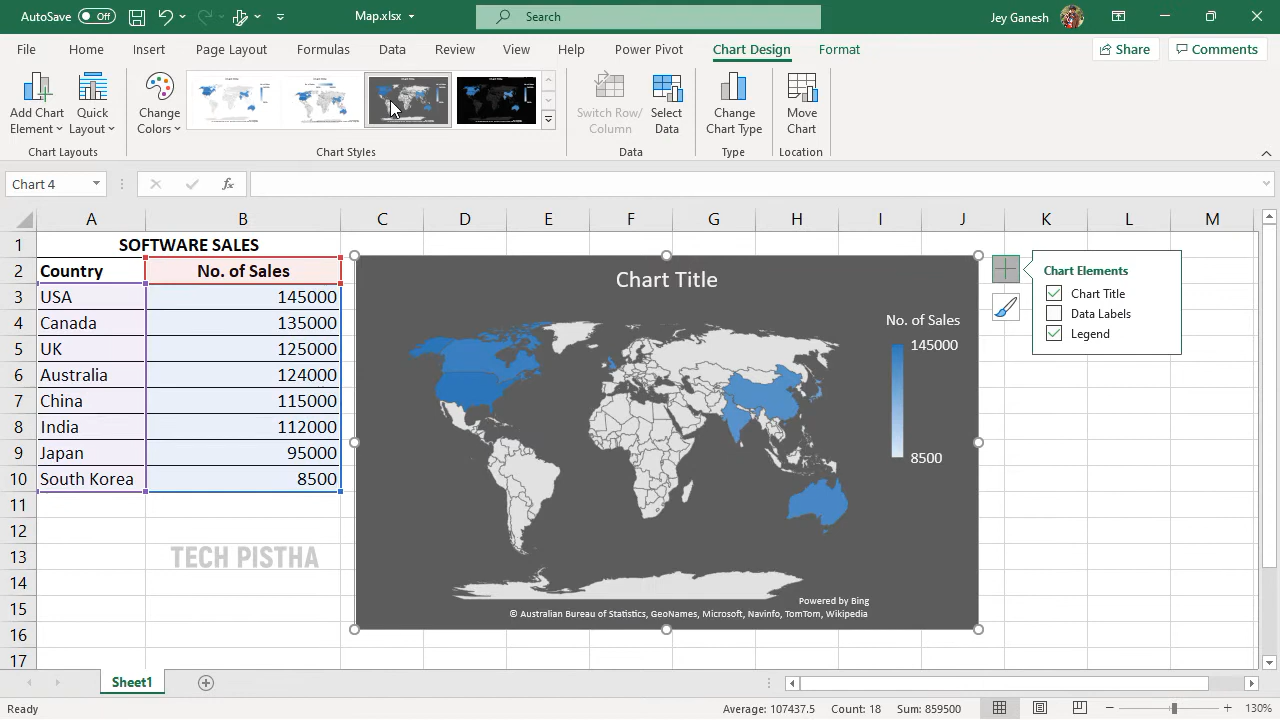 AutoSave Off
Map.xlsx
Search
Jey Ganesh
File Home Insert Page Layout Formulas Data Review View Help Power Pivot Chart Design Format
Share Comments
Add Chart Element
Quick Layout
Change Colors
Switch Row/ Column
Select Data
Change Chart Type
Move Chart
Chart Layouts Chart Styles Data Type Location
Chart 4
fx
A B C D E F G H I J K L M
1 SOFTWARE SALES
2 Country No. of Sales
3 USA 145000
4 Canada 135000
5 UK 125000
6 Australia 124000
7 China 115000
8 India 112000
9 Japan 95000
10 South Korea 8500
11
12
13
14
15
16
17
TECH PISTHA
Chart Title
No. of Sales
145000
8500
Powered by Bing
© Australian Bureau of Statistics, GeoNames, Microsoft, Navinfo, TomTom, Wikipedia
Chart Elements
Chart Title
Data Labels
Legend
Sheet1
Ready
Average: 107437.5 Count: 18 Sum: 859500
130%